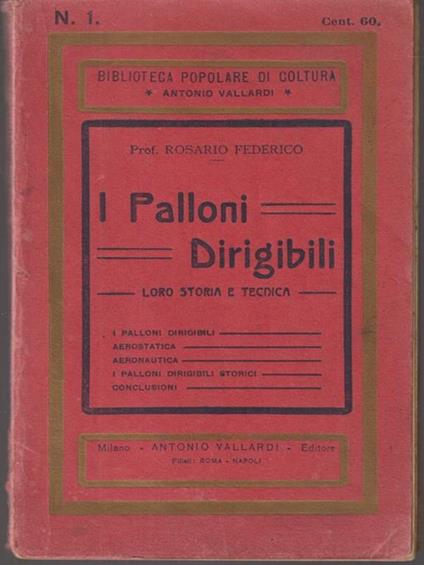 N. 1. Cent. 60.
BIBLIOTECA POPOLARE DI COLTURA
* ANTONIO VALLARDI *
Prof. ROSARIO FEDERICO
I Palloni
Dirigibili
LORO STORIA E TECNICA
I PALLONI DIRIGIBILI
AEROSTATICA
AERONAUTICA
I PALLONI DIRIGIBILI STORICI
CONCLUSIONI
Milano - ANTONIO VALLARDI - Editore
Filiali: ROMA - NAPOLI